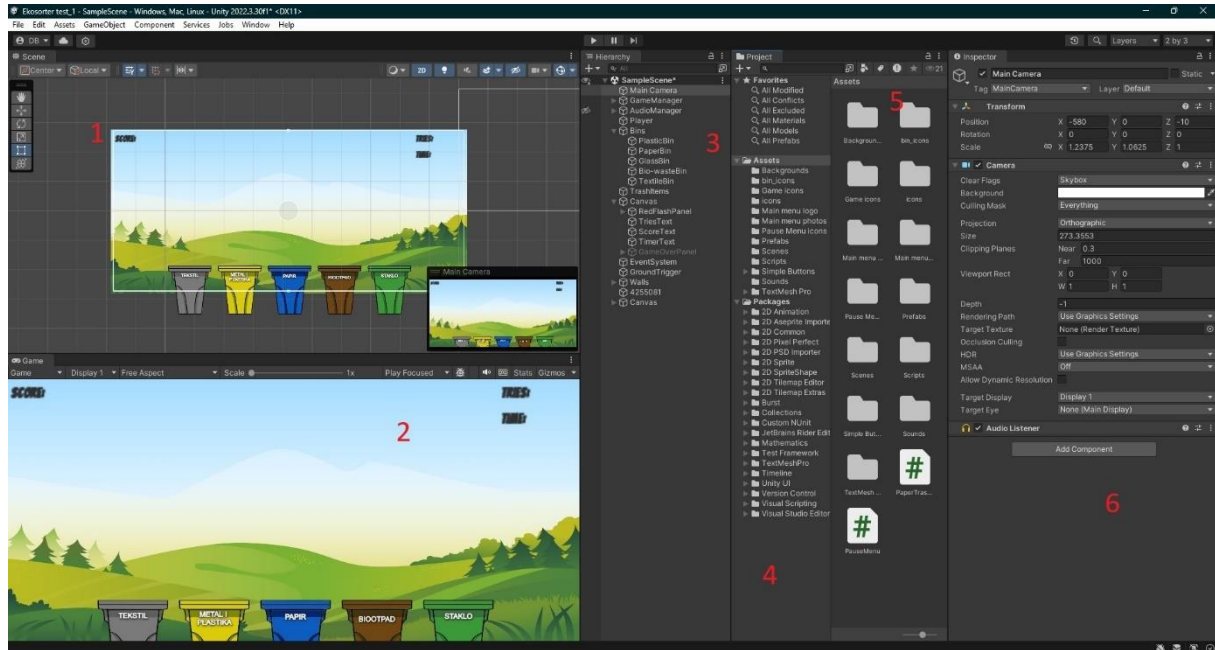 Ekosorter test_1 - SampleScene - Windows, Mac, Linux - Unity 2022.3.30f1* <DX11>
File Edit Assets GameObject Component Services Jobs Window Help
DB
Layers
2 by 3
Scene
Center
Local
2D
1
SCORE:
TRIES:
TIME:
TEKSTIL
METAL I PLASTIKA
PAPIR
BIOOTPAD
STAKLO
Main Camera
Game
Game
Display 1
Free Aspect
Scale
1x
Play Focused
Stats
Gizmos
SCORE:
TRIES:
TIME:
2
TEKSTIL
METAL I
PLASTIKA
PAPIR
BIOOTPAD
STAKLO
Hierarchy
All
SampleScene*
Main Camera
GameManager
AudioManager
Player
Bins
PlasticBin
PaperBin
GlassBin
Bio-wasteBin
TextileBin
TrashItems
Canvas
RedFlashPanel
TriesText
ScoreText
TimerText
GameOverPanel
EventSystem
GroundTrigger
Walls
4255081
Canvas
3
Project
21
Favorites
All Modified
All Conflicts
All Excluded
All Materials
All Models
All Prefabs
Assets
Backgrounds
bin_icons
Game icons
icons
Main menu logo
Main menu photos
Pause Menu Icons
Prefabs
Scenes
Scripts
Simple Buttons
Sounds
TextMesh Pro
Packages
2D Animation
2D Aseprite Importe
2D Common
2D Pixel Perfect
2D PSD Importer
2D Sprite
2D SpriteShape
2D Tilemap Editor
2D Tilemap Extras
Burst
Collections
Custom NUnit
JetBrains Rider Edit
Mathematics
Test Framework
TextMeshPro
Timeline
Unity UI
Version Control
Visual Scripting
Visual Studio Editor
4
Assets
5
Backgroun...
bin_icons
Game icons
icons
Main menu ...
Main menu...
Pause Me...
Prefabs
Scenes
Scripts
Simple But...
Sounds
TextMesh ...
PaperTras...
PauseMenu
Inspector
Main Camera
Static
Tag MainCamera
Layer Default
Transform
Position X -580 Y 0 Z -10
Rotation X 0 Y 0 Z 0
Scale X 1.2375 Y 1.0625 Z 1
Camera
Clear Flags Skybox
Background
Culling Mask Everything
Projection Orthographic
Size 273.3553
Clipping Planes Near 0.3
Far 1000
Viewport Rect X 0 Y 0
W 1 H 1
Depth -1
Rendering Path Use Graphics Settings
Target Texture None (Render Texture)
Occlusion Culling
HDR Use Graphics Settings
MSAA Off
Allow Dynamic Resolution
Target Display Display 1
Target Eye None (Main Display)
Audio Listener
Add Component
6